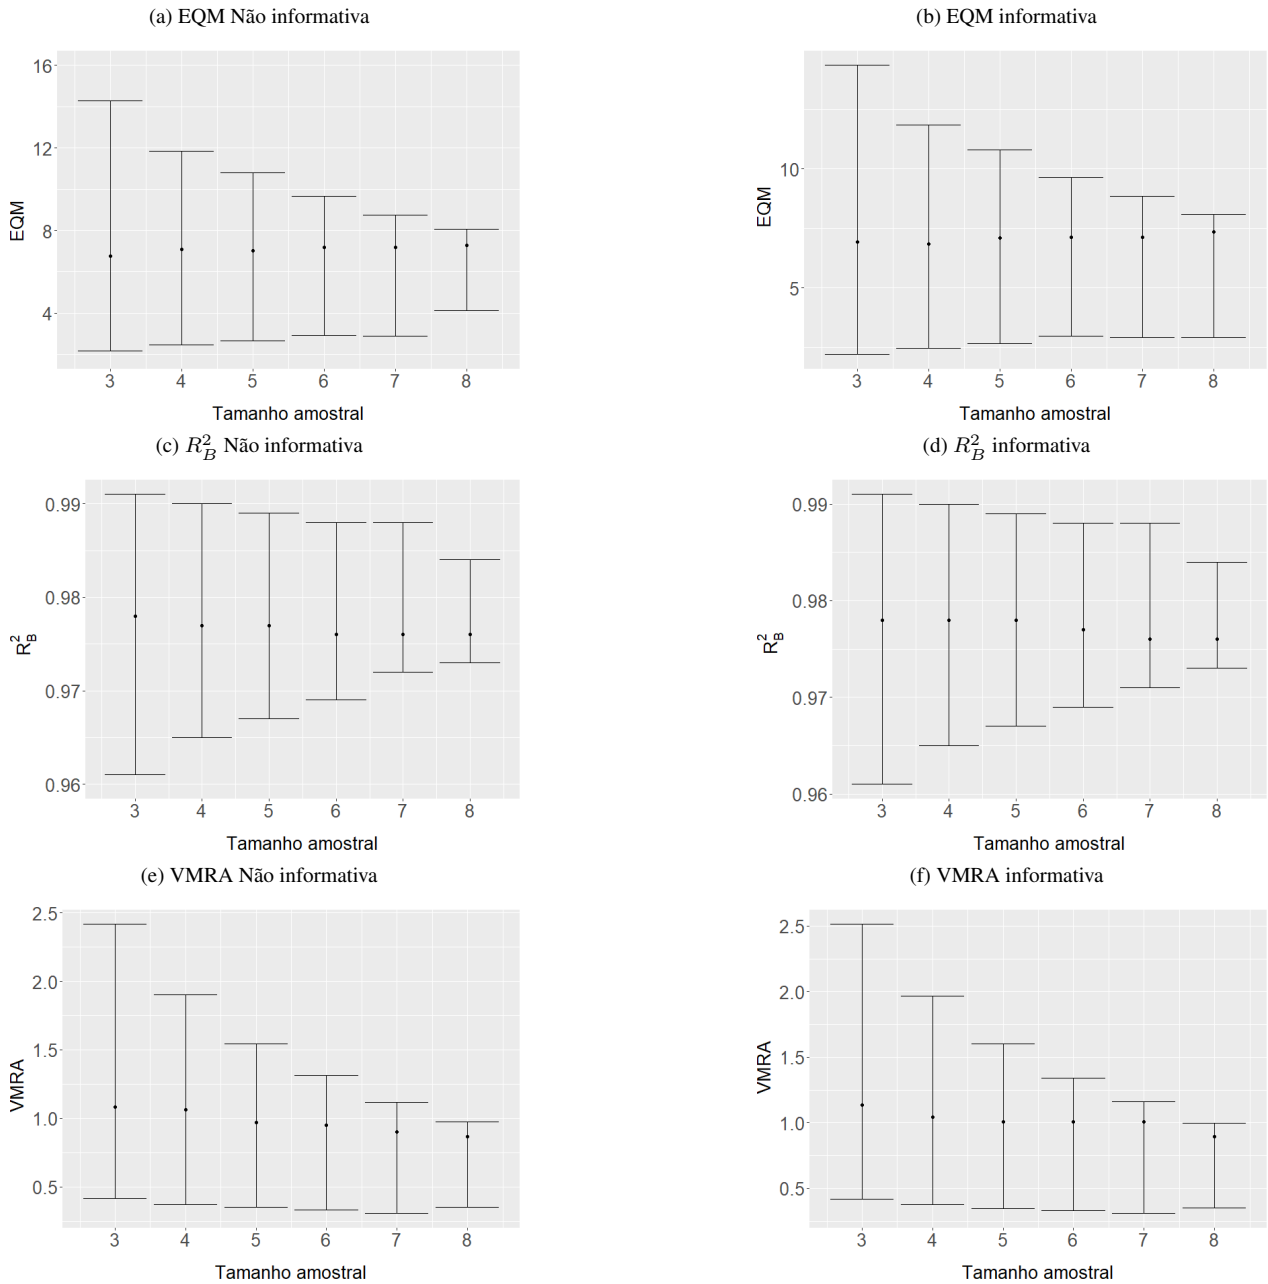 (a) EQM Não informativa
(b) EQM informativa
16
12
8
4
EQM
3 4 5 6 7 8
Tamanho amostral
10
5
EQM
3 4 5 6 7 8
Tamanho amostral
(c) R²_B Não informativa
(d) R²_B informativa
0.99
0.98
0.97
0.96
R²_B
3 4 5 6 7 8
Tamanho amostral
0.99
0.98
0.97
0.96
R²_B
3 4 5 6 7 8
Tamanho amostral
(e) VMRA Não informativa
(f) VMRA informativa
2.5
2.0
1.5
1.0
0.5
VMRA
3 4 5 6 7 8
Tamanho amostral
2.5
2.0
1.5
1.0
0.5
VMRA
3 4 5 6 7 8
Tamanho amostral